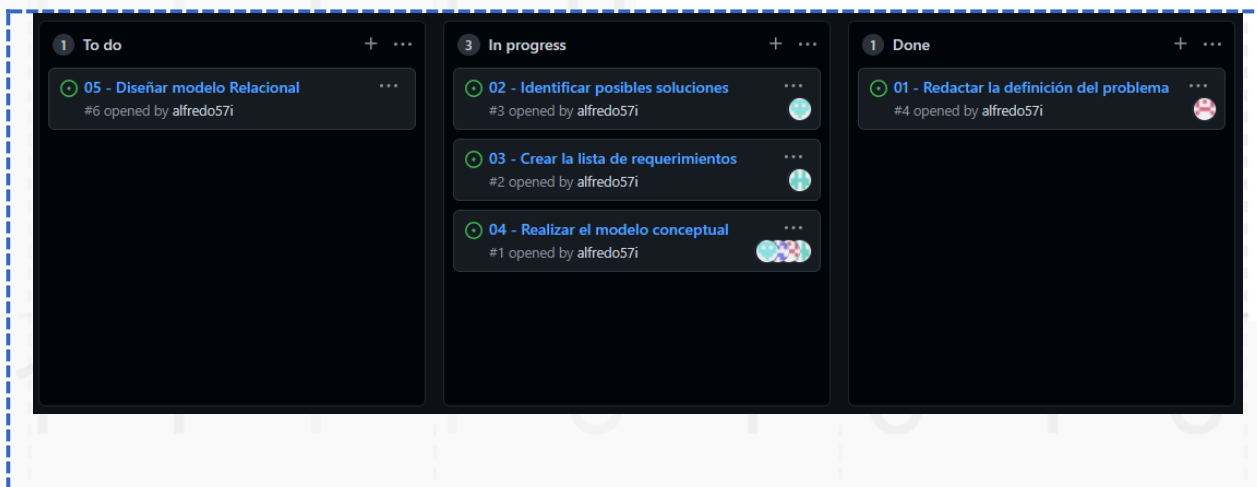 1 To do
05 - Diseñar modelo Relacional
#6 opened by alfredo57i
3 In progress
02 - Identificar posibles soluciones
#3 opened by alfredo57i
03 - Crear la lista de requerimientos
#2 opened by alfredo57i
04 - Realizar el modelo conceptual
#1 opened by alfredo57i
1 Done
01 - Redactar la definición del problema
#4 opened by alfredo57i